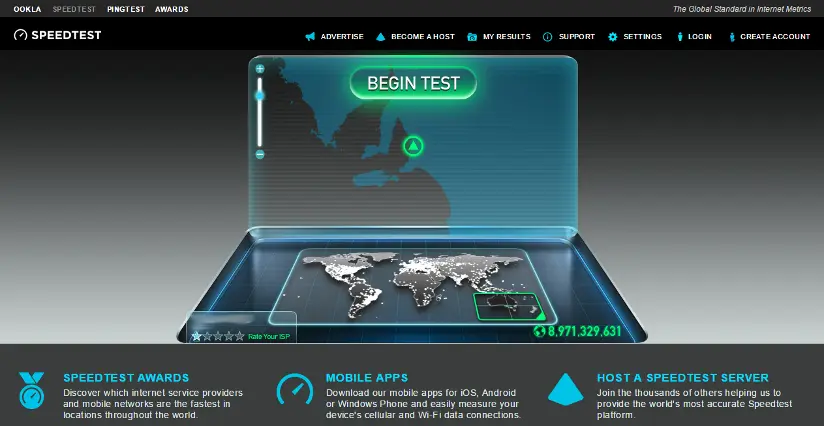 OOKLA SPEEDTEST PINGTEST AWARDS The Global Standard in Internet Metrics
SPEEDTEST ADVERTISE BECOME A HOST MY RESULTS SUPPORT SETTINGS LOGIN CREATE ACCOUNT
BEGIN TEST
Rate Your ISP
8,971,329,631
SPEEDTEST AWARDS
Discover which internet service providers
and mobile networks are the fastest in
locations throughout the world.
MOBILE APPS
Download our mobile apps for iOS, Android
or Windows Phone and easily measure your
device's cellular and Wi-Fi data connections.
HOST A SPEEDTEST SERVER
Join the thousands of others helping us to
provide the world's most accurate Speedtest
platform.